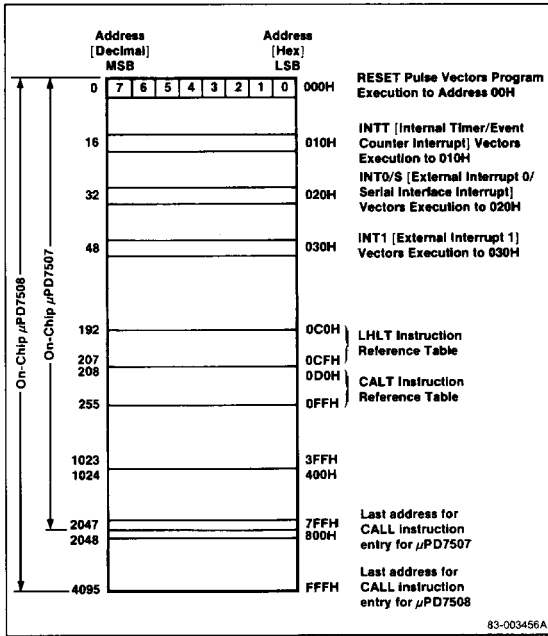 Address
[Decimal]
MSB
Address
[Hex]
LSB
0
7 6 5 4 3 2 1 0
000H
RESET Pulse Vectors Program
Execution to Address 00H
16
010H
INTT [Internal Timer/Event
Counter Interrupt] Vectors
Execution to 010H
32
020H
INT0/S [External Interrupt 0/
Serial Interface Interrupt]
Vectors Execution to 020H
48
030H
INT1 [External Interrupt 1]
Vectors Execution to 030H
On-Chip μPD7508
On-Chip μPD7507
192
0C0H
LHLT Instruction
Reference Table
207
0CFH
208
0D0H
CALT Instruction
Reference Table
255
0FFH
1023
3FFH
1024
400H
2047
7FFH
2048
800H
Last address for
CALL instruction
entry for μPD7507
4095
FFFH
Last address for
CALL instruction
entry for μPD7508
83-003456A